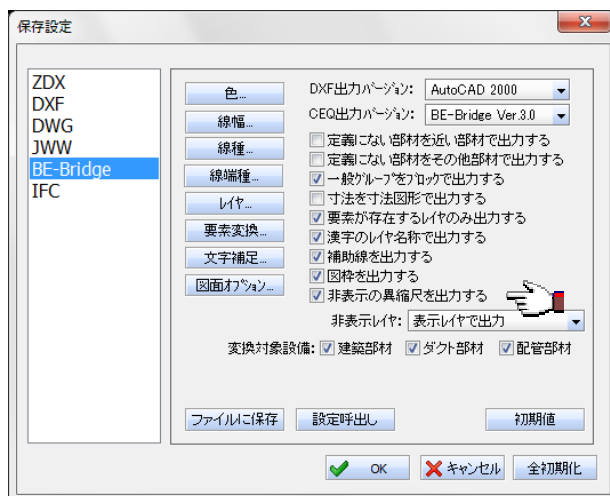 保存設定
ZDX
DXF
DWG
JWW
BE-Bridge
IFC
色...
線幅...
線種...
線端種...
レイヤ...
要素変換...
文字補足...
図面オプション...
DXF出力バージョン: AutoCAD 2000
CEQ出力バージョン: BE-Bridge Ver.3.0
定義にない部材を近い部材で出力する
定義にない部材をその他部材で出力する
一般グループをブロックで出力する
寸法を寸法図形で出力する
要素が存在するレイヤのみ出力する
漢字のレイヤ名称で出力する
補助線を出力する
図枠を出力する
非表示の異縮尺を出力する
非表示レイヤ: 表示レイヤで出力
変換対象設備: 建築部材 ダクト部材 配管部材
ファイルに保存 設定呼出し 初期値
OK キャンセル 全初期化